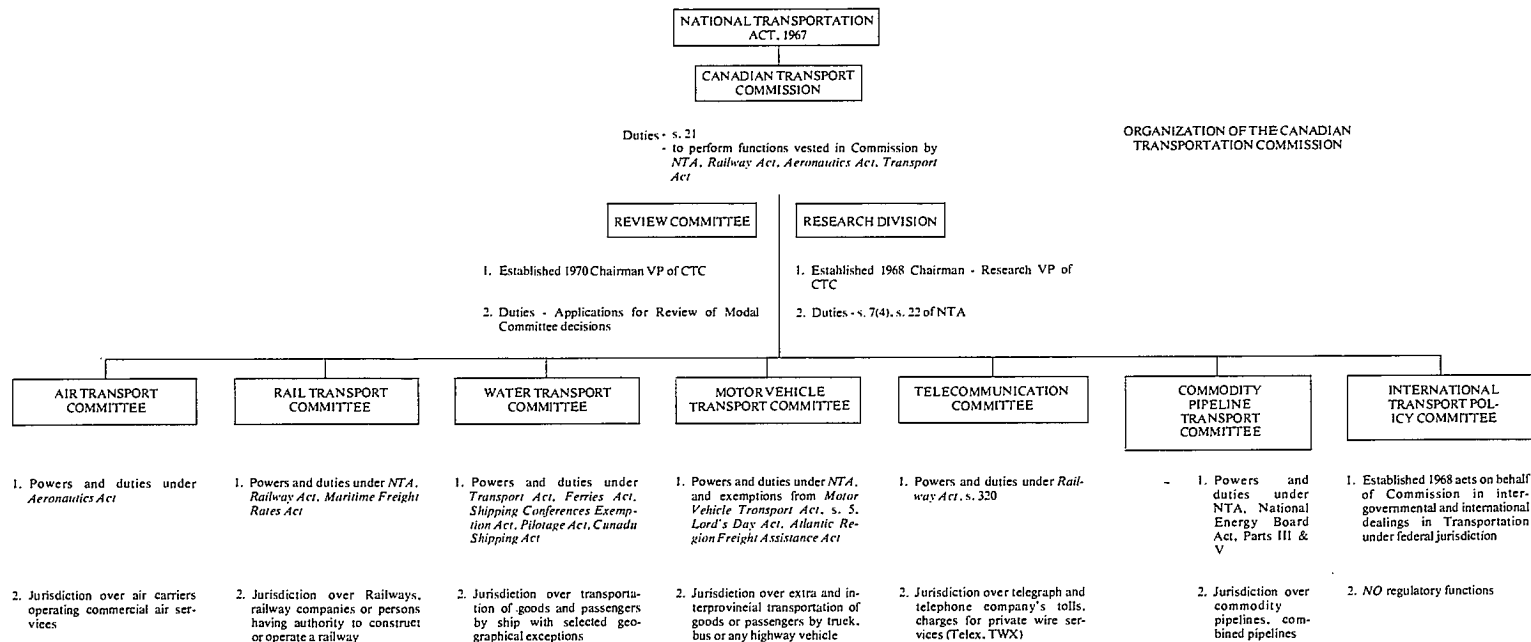 NATIONAL TRANSPORTATION
ACT, 1967
CANADIAN TRANSPORT
COMMISSION
Duties - s. 21
- to perform functions vested in Commission by
NTA, Railway Act, Aeronautics Act, Transport
Act
ORGANIZATION OF THE CANADIAN
TRANSPORTATION COMMISSION
REVIEW COMMITTEE
1. Established 1970 Chairman VP of CTC
2. Duties - Applications for Review of Modal
Committee decisions
RESEARCH DIVISION
1. Established 1968 Chairman - Research VP of
CTC
2. Duties - s. 7(4), s. 22 of NTA
AIR TRANSPORT
COMMITTEE
1. Powers and duties under
Aeronautics Act
2. Jurisdiction over air carriers
operating commercial air ser-
vices
RAIL TRANSPORT
COMMITTEE
1. Powers and duties under NTA,
Railway Act, Maritime Freight
Rates Act
2. Jurisdiction over Railways,
railway companies or persons
having authority to construct
or operate a railway
WATER TRANSPORT
COMMITTEE
1. Powers and duties under
Transport Act, Ferries Act,
Shipping Conferences Exemp-
tion Act, Pilotage Act, Canada
Shipping Act
2. Jurisdiction over transporta-
tion of goods and passengers
by ship with selected geo-
graphical exceptions
MOTOR VEHICLE
TRANSPORT COMMITTEE
1. Powers and duties under NTA,
and exemptions from Motor
Vehicle Transport Act, s. 5,
Lord's Day Act, Atlantic Re-
gion Freight Assistance Act
2. Jurisdiction over extra and in-
terprovincial transportation of
goods or passengers by truck,
bus or any highway vehicle
TELECOMMUNICATION
COMMITTEE
1. Powers and duties under Rail-
way Act, s. 320
2. Jurisdiction over telegraph and
telephone company's tolls,
charges for private wire ser-
vices (Telex, TWX)
COMMODITY
PIPELINE
TRANSPORT
COMMITTEE
1. Powers and
duties under
NTA, National
Energy Board
Act, Parts III &
V
2. Jurisdiction over
commodity
pipelines, com-
bined pipelines
INTERNATIONAL
TRANSPORT POL-
ICY COMMITTEE
1. Established 1968 acts on behalf
of Commission in inter-
governmental and international
dealings in Transportation
under federal jurisdiction
2. NO regulatory functions